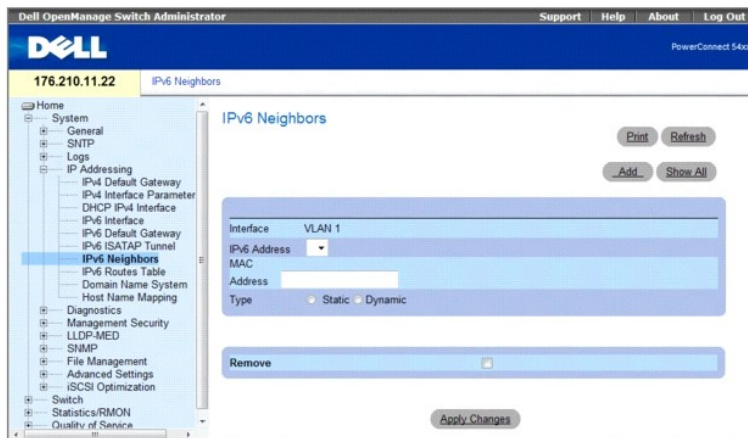 Dell OpenManage Switch Administrator
Support Help About Log Out
DELL
PowerConnect 54xx
176.210.11.22
IPv6 Neighbors
Home
System
General
SNTP
Logs
IP Addressing
IPv4 Default Gateway
IPv4 Interface Parameter
DHCP IPv4 Interface
IPv6 Interface
IPv6 Default Gateway
IPv6 ISATAP Tunnel
IPv6 Neighbors
IPv6 Routes Table
Domain Name System
Host Name Mapping
Diagnostics
Management Security
LLDP-MED
SNMP
File Management
Advanced Settings
iSCSI Optimization
Switch
Statistics/RMON
Quality of Service
IPv6 Neighbors
Print Refresh
Add Show All
Interface VLAN 1
IPv6 Address
MAC
Address
Type Static Dynamic
Remove
Apply Changes